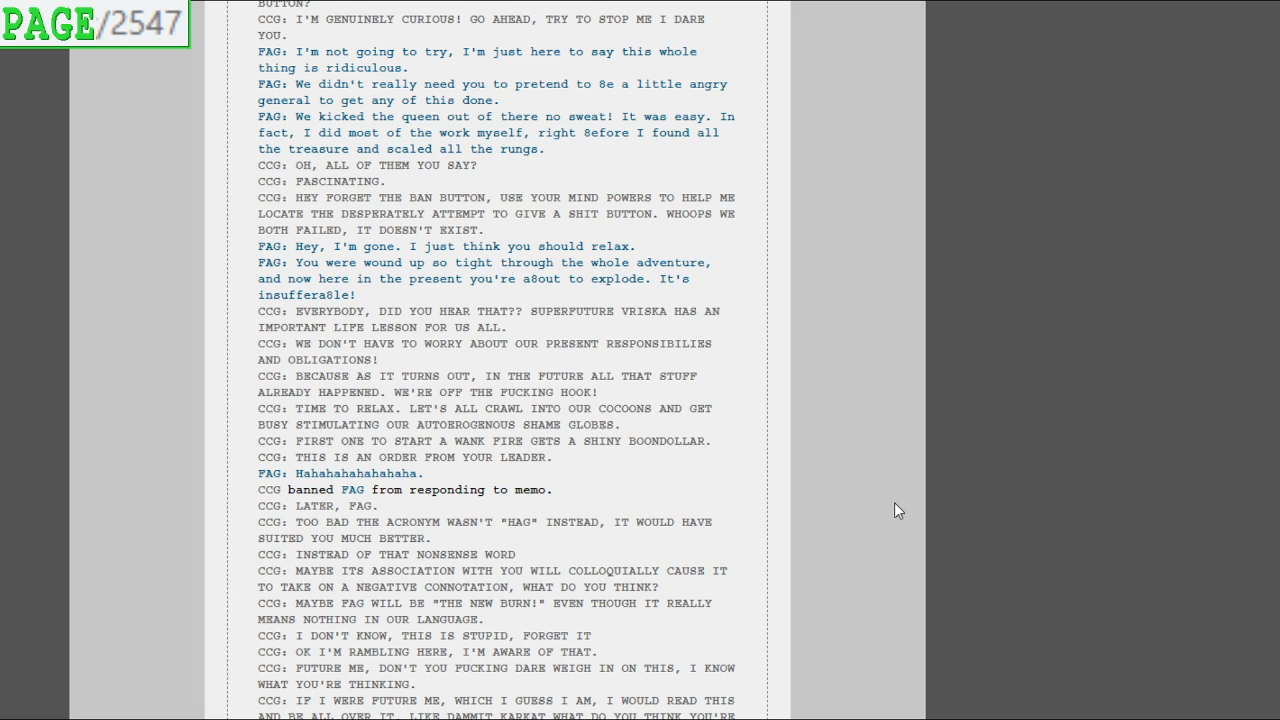 PAGE/2547
BUTTON?
CCG: I'M GENUINELY CURIOUS! GO AHEAD, TRY TO STOP ME I DARE
YOU.
FAG: I'm not going to try, I'm just here to say this whole
thing is ridiculous.
FAG: We didn't really need you to pretend to 8e a little angry
general to get any of this done.
FAG: We kicked the queen out of there no sweat! It was easy. In
fact, I did most of the work myself, right 8efore I found all
the treasure and scaled all the rungs.
CCG: OH, ALL OF THEM YOU SAY?
CCG: FASCINATING.
CCG: HEY FORGET THE BAN BUTTON, USE YOUR MIND POWERS TO HELP ME
LOCATE THE DESPERATELY ATTEMPT TO GIVE A SHIT BUTTON. WHOOPS WE
BOTH FAILED, IT DOESN'T EXIST.
FAG: Hey, I'm gone. I just think you should relax.
FAG: You were wound up so tight through the whole adventure,
and now here in the present you're a8out to explode. It's
insuffera8le!
CCG: EVERYBODY, DID YOU HEAR THAT?? SUPERFUTURE VRISKA HAS AN
IMPORTANT LIFE LESSON FOR US ALL.
CCG: WE DON'T HAVE TO WORRY ABOUT OUR PRESENT RESPONSIBILIES
AND OBLIGATIONS!
CCG: BECAUSE AS IT TURNS OUT, IN THE FUTURE ALL THAT STUFF
ALREADY HAPPENED. WE'RE OFF THE FUCKING HOOK!
CCG: TIME TO RELAX. LET'S ALL CRAWL INTO OUR COCOONS AND GET
BUSY STIMULATING OUR AUTOEROGENOUS SHAME GLOBES.
CCG: FIRST ONE TO START A WANK FIRE GETS A SHINY BOONDOLLAR.
CCG: THIS IS AN ORDER FROM YOUR LEADER.
FAG: Hahahahahahahaha.
CCG banned FAG from responding to memo.
CCG: LATER, FAG.
CCG: TOO BAD THE ACRONYM WASN'T "HAG" INSTEAD, IT WOULD HAVE
SUITED YOU MUCH BETTER.
CCG: INSTEAD OF THAT NONSENSE WORD
CCG: MAYBE ITS ASSOCIATION WITH YOU WILL COLLOQUIALLY CAUSE IT
TO TAKE ON A NEGATIVE CONNOTATION, WHAT DO YOU THINK?
CCG: MAYBE FAG WILL BE "THE NEW BURN!" EVEN THOUGH IT REALLY
MEANS NOTHING IN OUR LANGUAGE.
CCG: I DON'T KNOW, THIS IS STUPID, FORGET IT
CCG: OK I'M RAMBLING HERE, I'M AWARE OF THAT.
CCG: FUTURE ME, DON'T YOU FUCKING DARE WEIGH IN ON THIS, I KNOW
WHAT YOU'RE THINKING.
CCG: IF I WERE FUTURE ME, WHICH I GUESS I AM, I WOULD READ THIS
AND BE ALL OVER IT, LIKE DAMMIT KARKAT WHAT DO YOU THINK YOU'RE